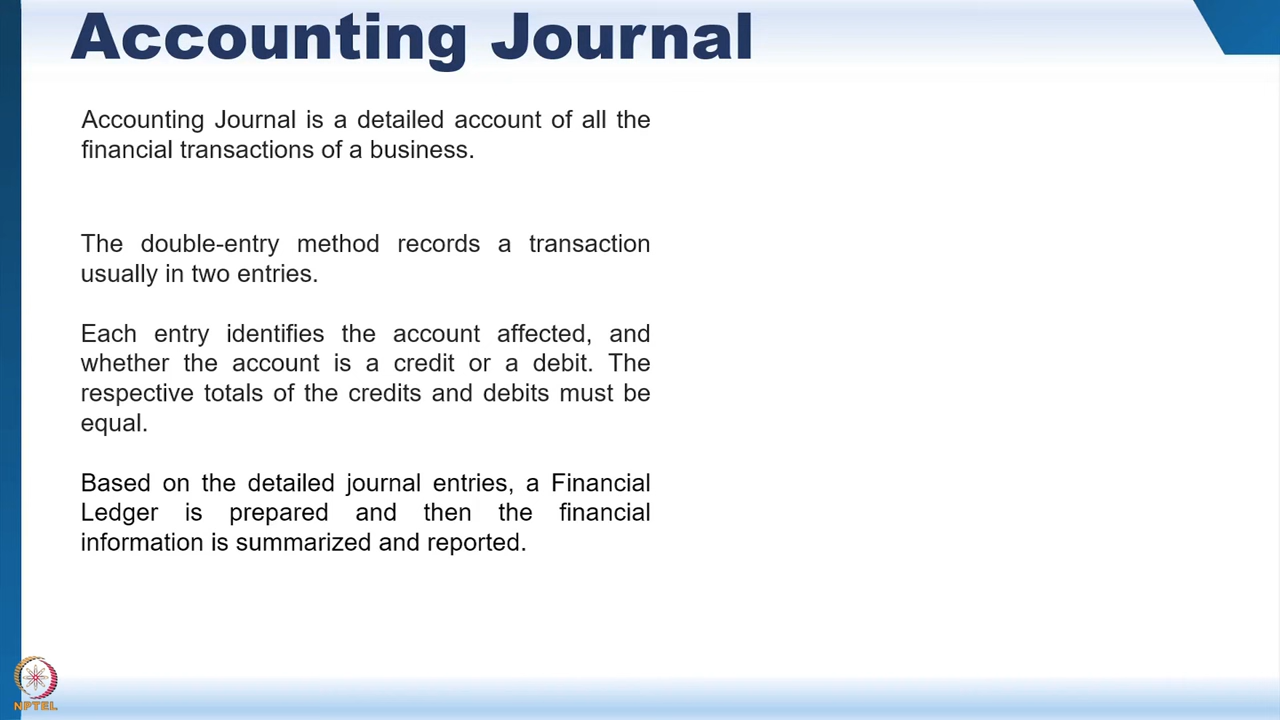 Accounting Journal
Accounting Journal is a detailed account of all the
financial transactions of a business.
The double-entry method records a transaction
usually in two entries.
Each entry identifies the account affected, and
whether the account is a credit or a debit. The
respective totals of the credits and debits must be
equal.
Based on the detailed journal entries, a Financial
Ledger is prepared and then the financial
information is summarized and reported.
NPTEL